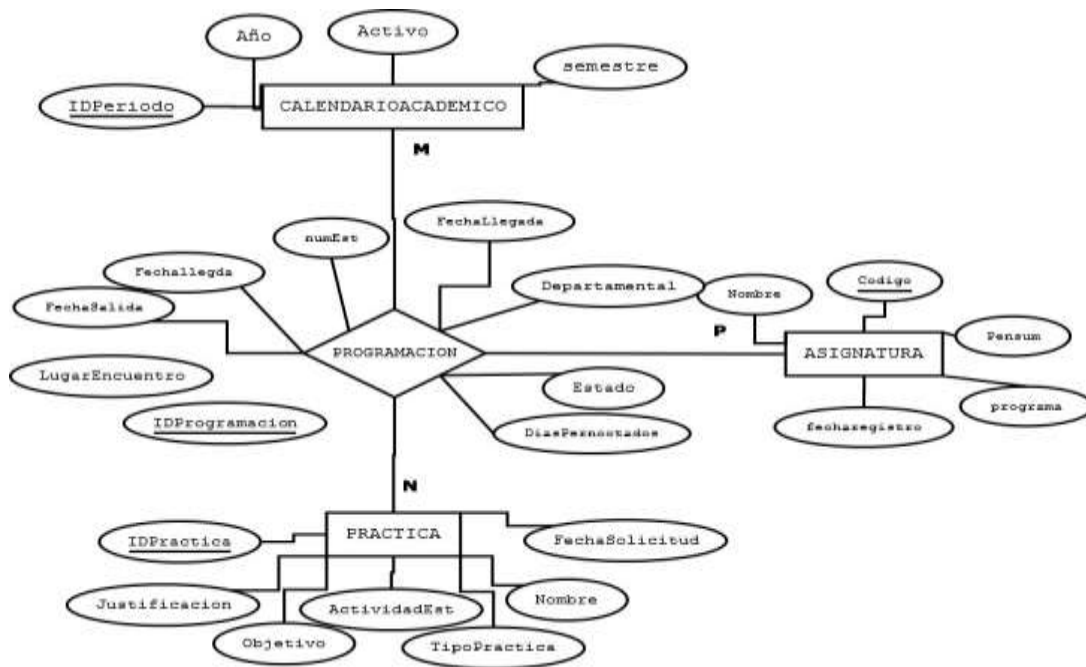 Año
Activo
semestre
IDPeriodo
CALENDARIOACADEMICO
M
FechaLlegada
numEst
Fechallegda
FechaSalida
Departamental
Nombre
Codigo
P
PROGRAMACION
ASIGNATURA
Pensum
LugarEncuentro
Estado
programa
IDProgramacion
DiasPernoctados
fecharegistro
N
PRACTICA
IDPractica
FechaSolicitud
Justificacion
ActividadEst
Nombre
Objetivo
TipoPractica